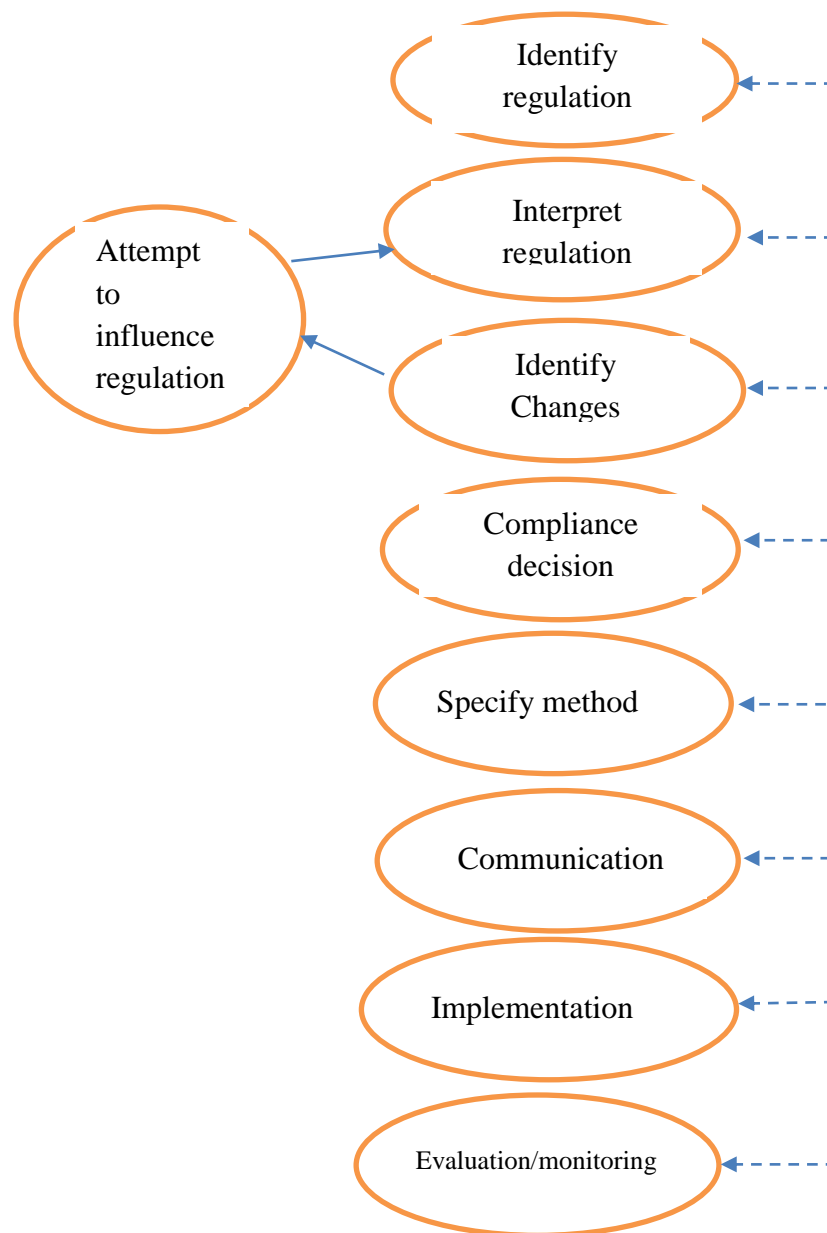 Identify
regulation
Interpret
regulation
Attempt
to
influence
regulation
Identify
Changes
Compliance
decision
Specify method
Communication
Implementation
Evaluation/monitoring